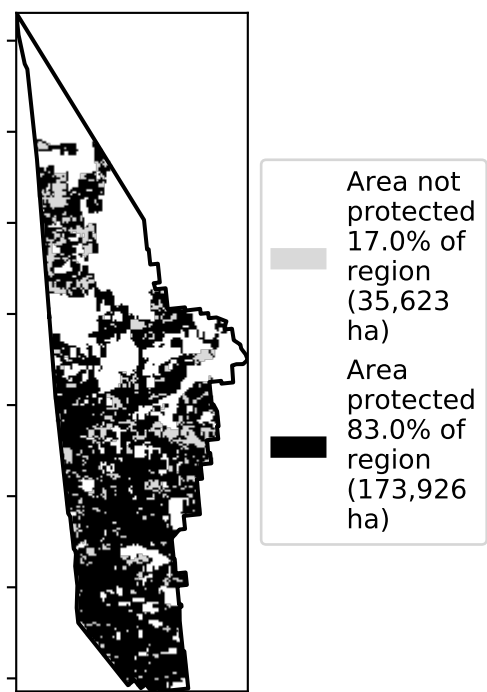 Area not
protected
17.0% of
region
(35,623
ha)
Area
protected
83.0% of
region
(173,926
ha)